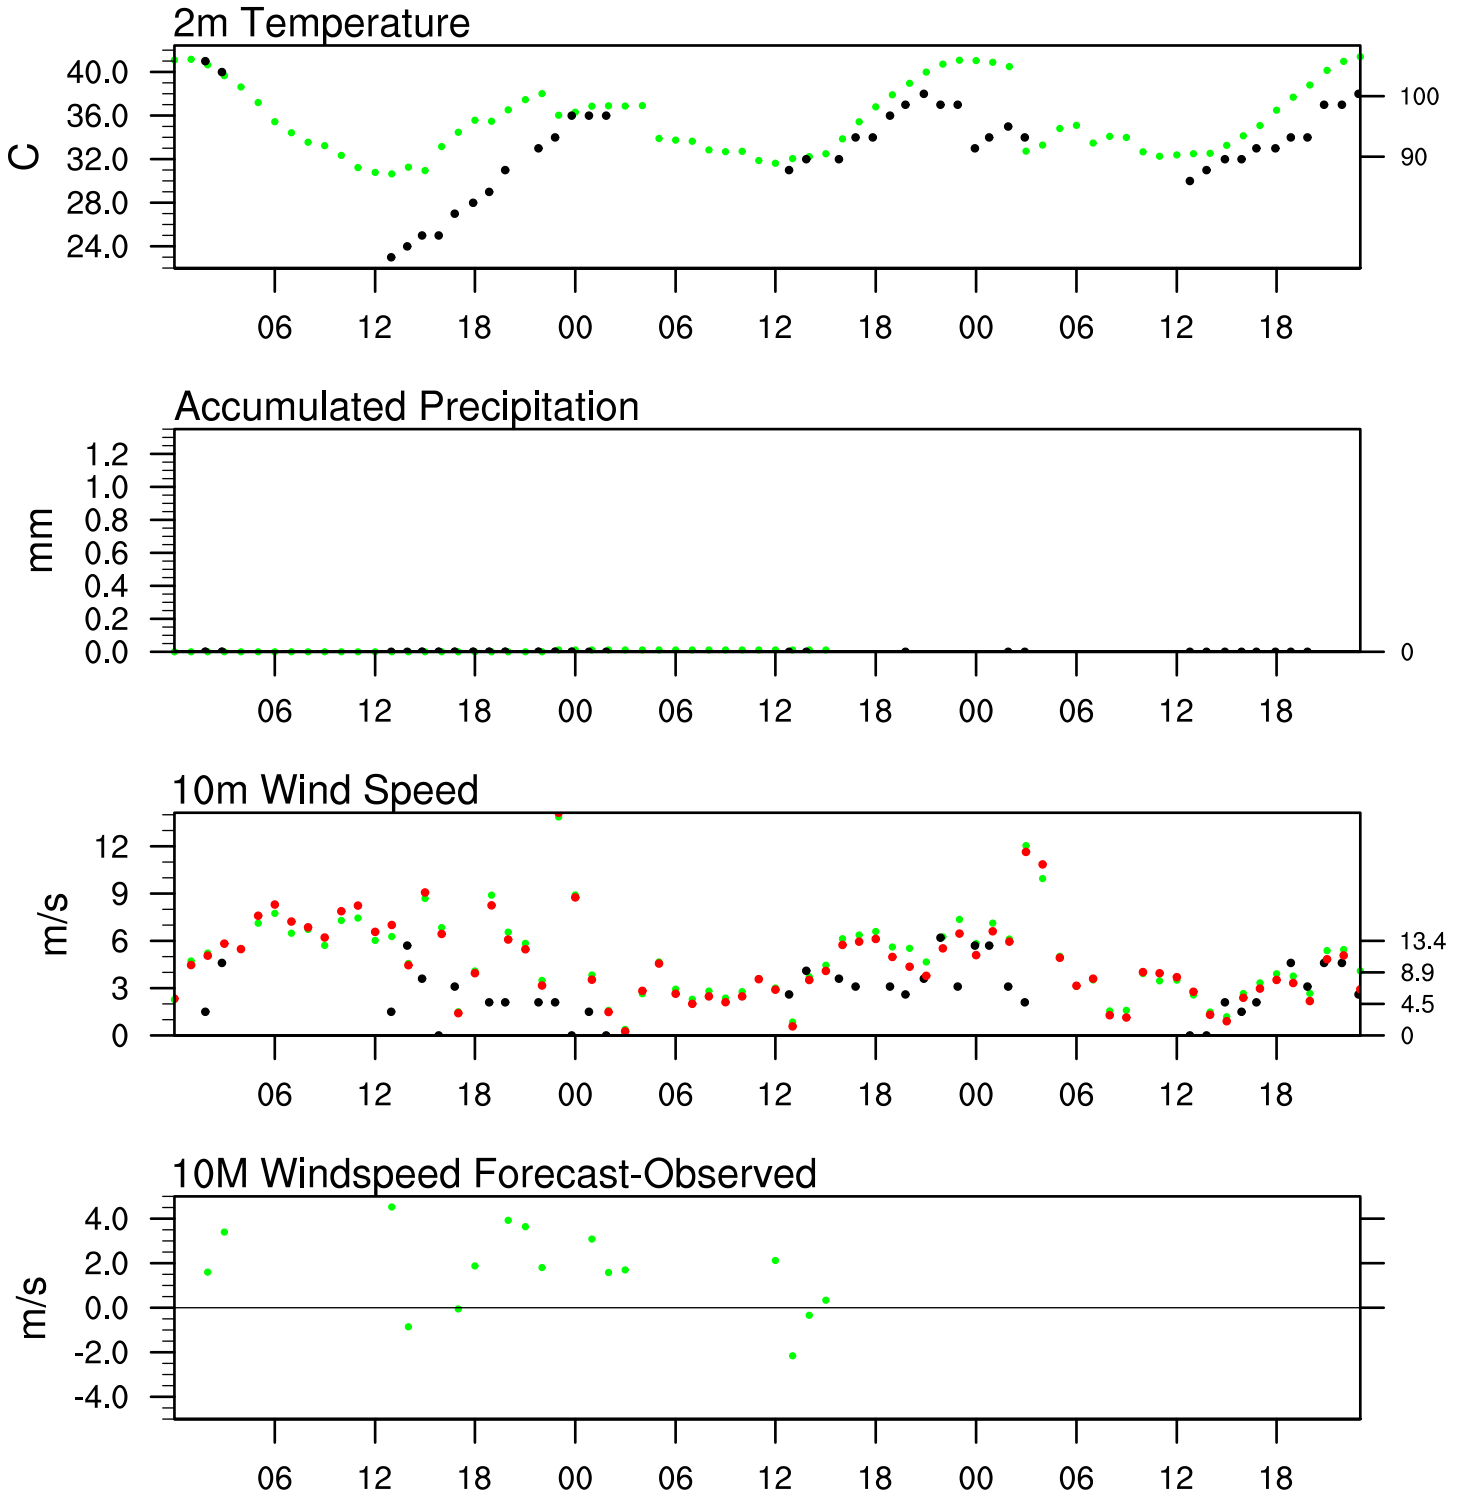 2m Temperature
40.0
36.0
32.0
28.0
24.0
C
100
90
06 12 18 00 06 12 18 00 06 12 18
Accumulated Precipitation
1.2
1.0
0.8
0.6
0.4
0.2
0.0
mm
0
06 12 18 00 06 12 18 00 06 12 18
10m Wind Speed
12
9
6
3
0
m/s
13.4
8.9
4.5
0
06 12 18 00 06 12 18 00 06 12 18
10M Windspeed Forecast-Observed
4.0
2.0
0.0
-2.0
-4.0
m/s
06 12 18 00 06 12 18 00 06 12 18